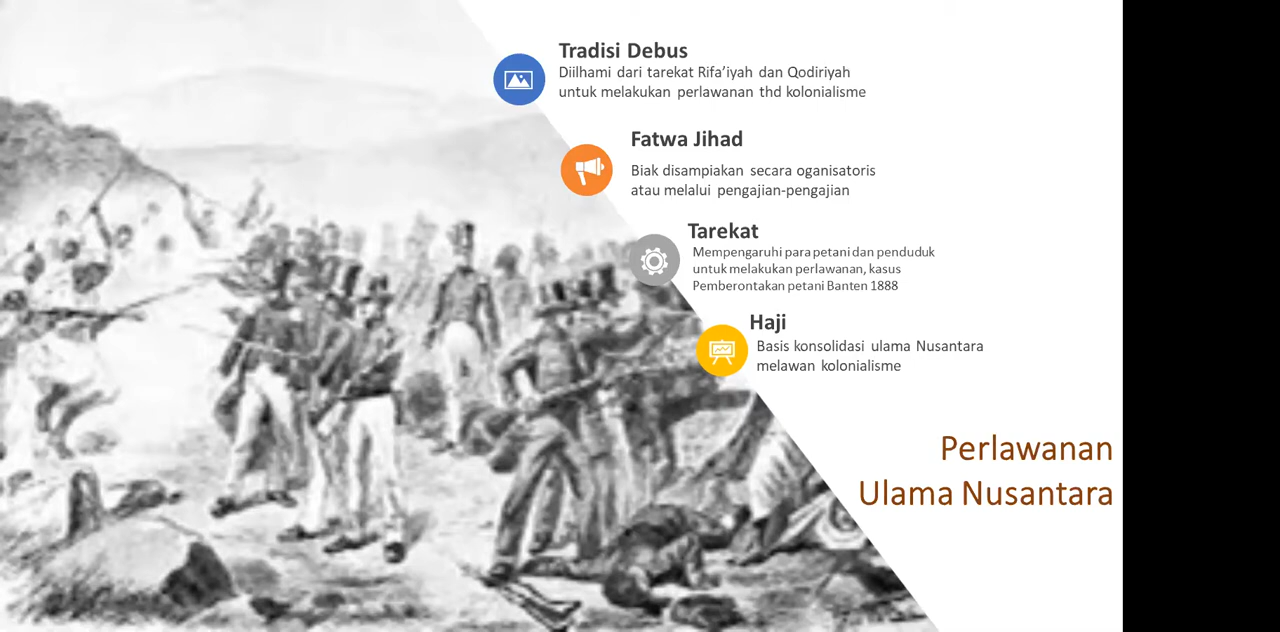 Tradisi Debus
Diilhami dari tarekat Rifa’iyah dan Qodiriyah
untuk melakukan perlawanan thd kolonialisme
Fatwa Jihad
Biak disampiakan secara oganisatoris
atau melalui pengajian-pengajian
Tarekat
Mempengaruhi para petani dan penduduk
untuk melakukan perlawanan, kasus
Pemberontakan petani Banten 1888
Haji
Basis konsolidasi ulama Nusantara
melawan kolonialisme
Perlawanan
Ulama Nusantara